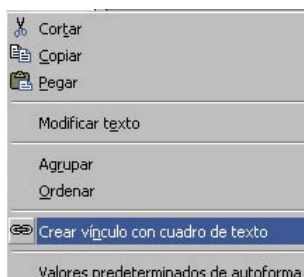 Cortar
Copiar
Pegar
Modificar texto
Agrupar
Ordenar
Crear vínculo con cuadro de texto
Valores predeterminados de autoforma